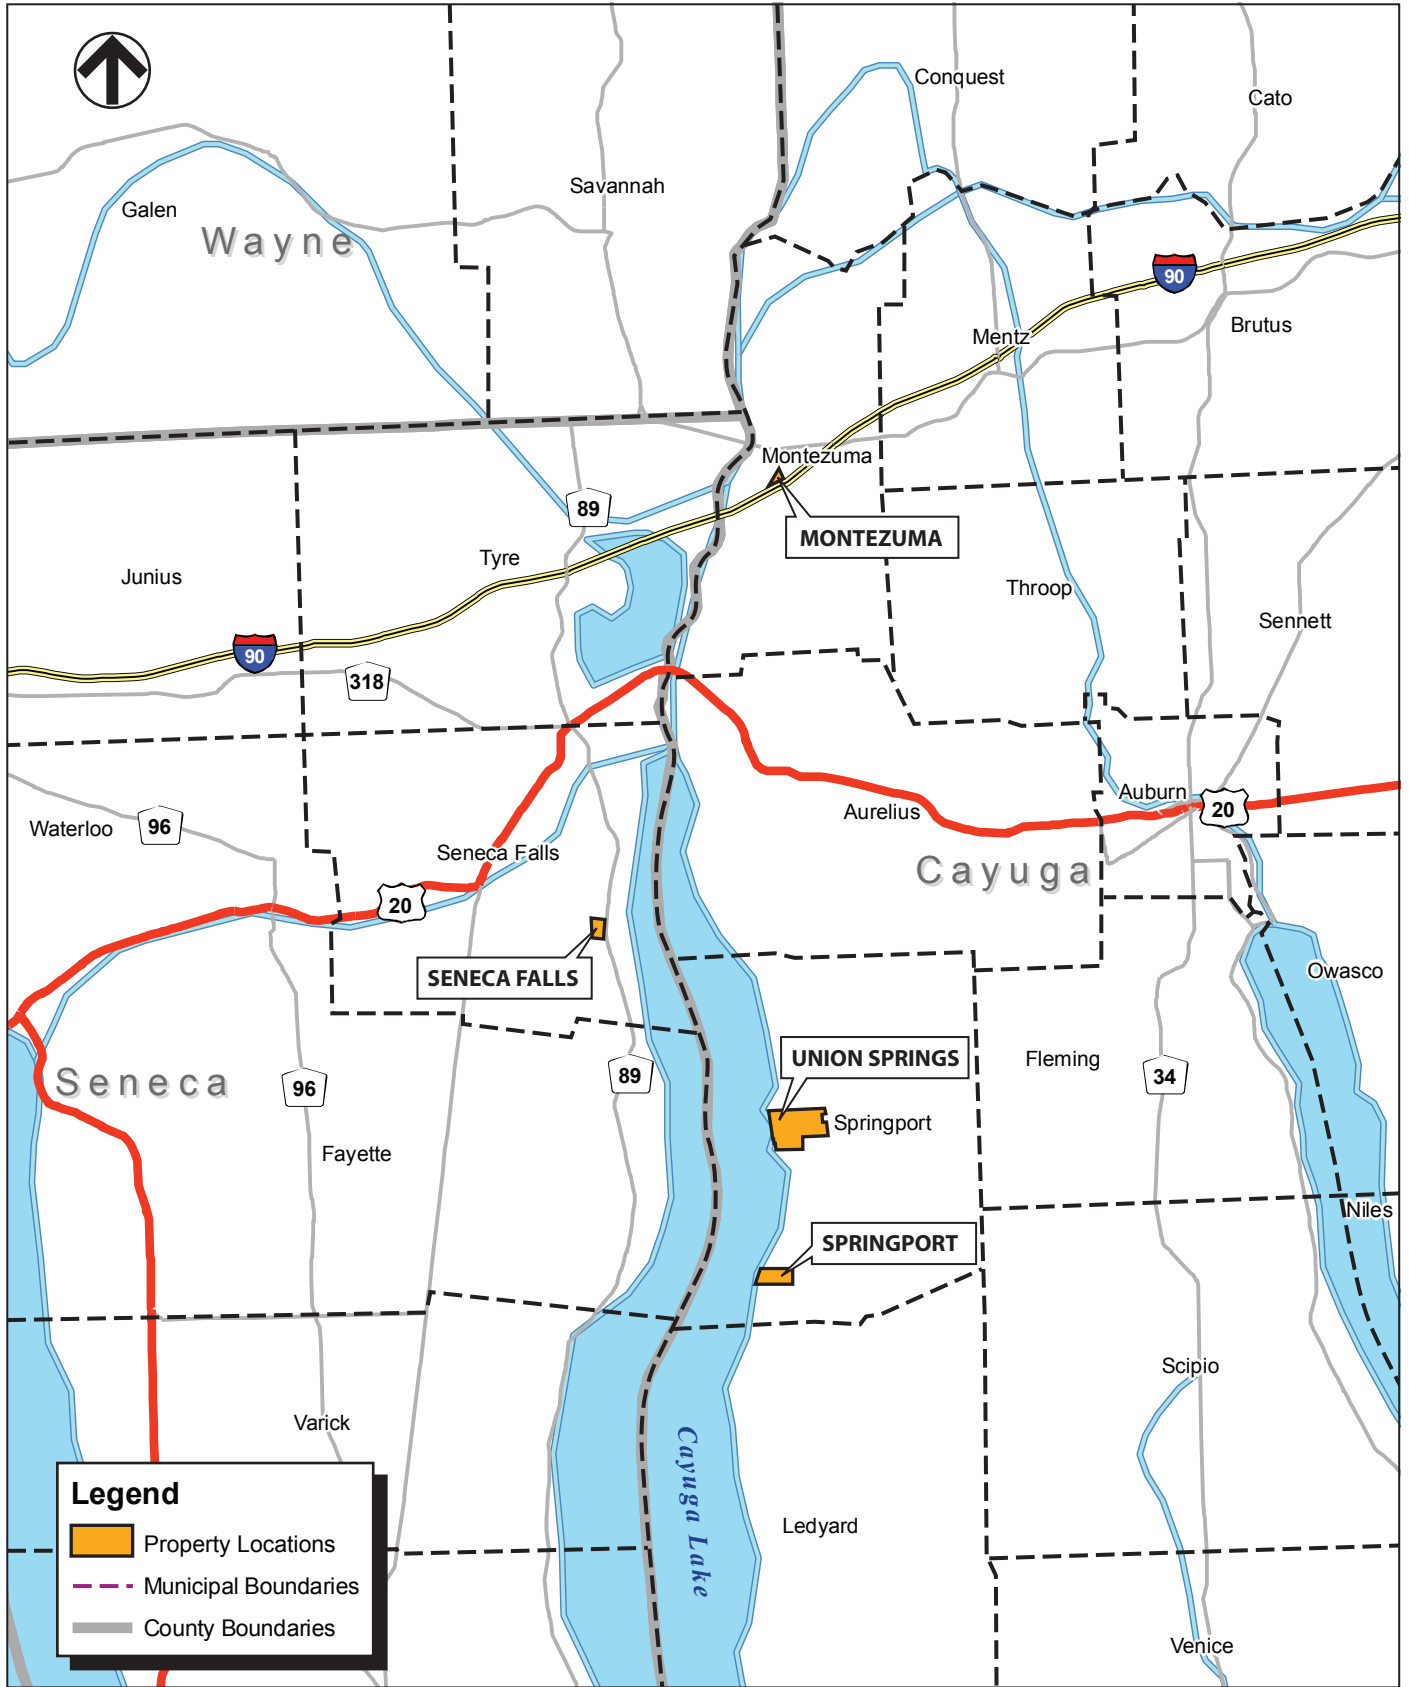 Conquest
Cato
Savannah
Galen
Wayne
90
Brutus
Mentz
Montezuma
89
MONTEZUMA
Tyre
Junius
Throop
Sennett
90
318
Auburn
20
Aurelius
96
Waterloo
Seneca Falls
Cayuga
20
SENECA FALLS
Owasco
UNION SPRINGS
Fleming
89
34
Seneca
96
Springport
Fayette
Niles
SPRINGPORT
Scipio
Varick
Cayuga Lake
Legend
Property Locations
Municipal Boundaries
County Boundaries
Ledyard
Venice